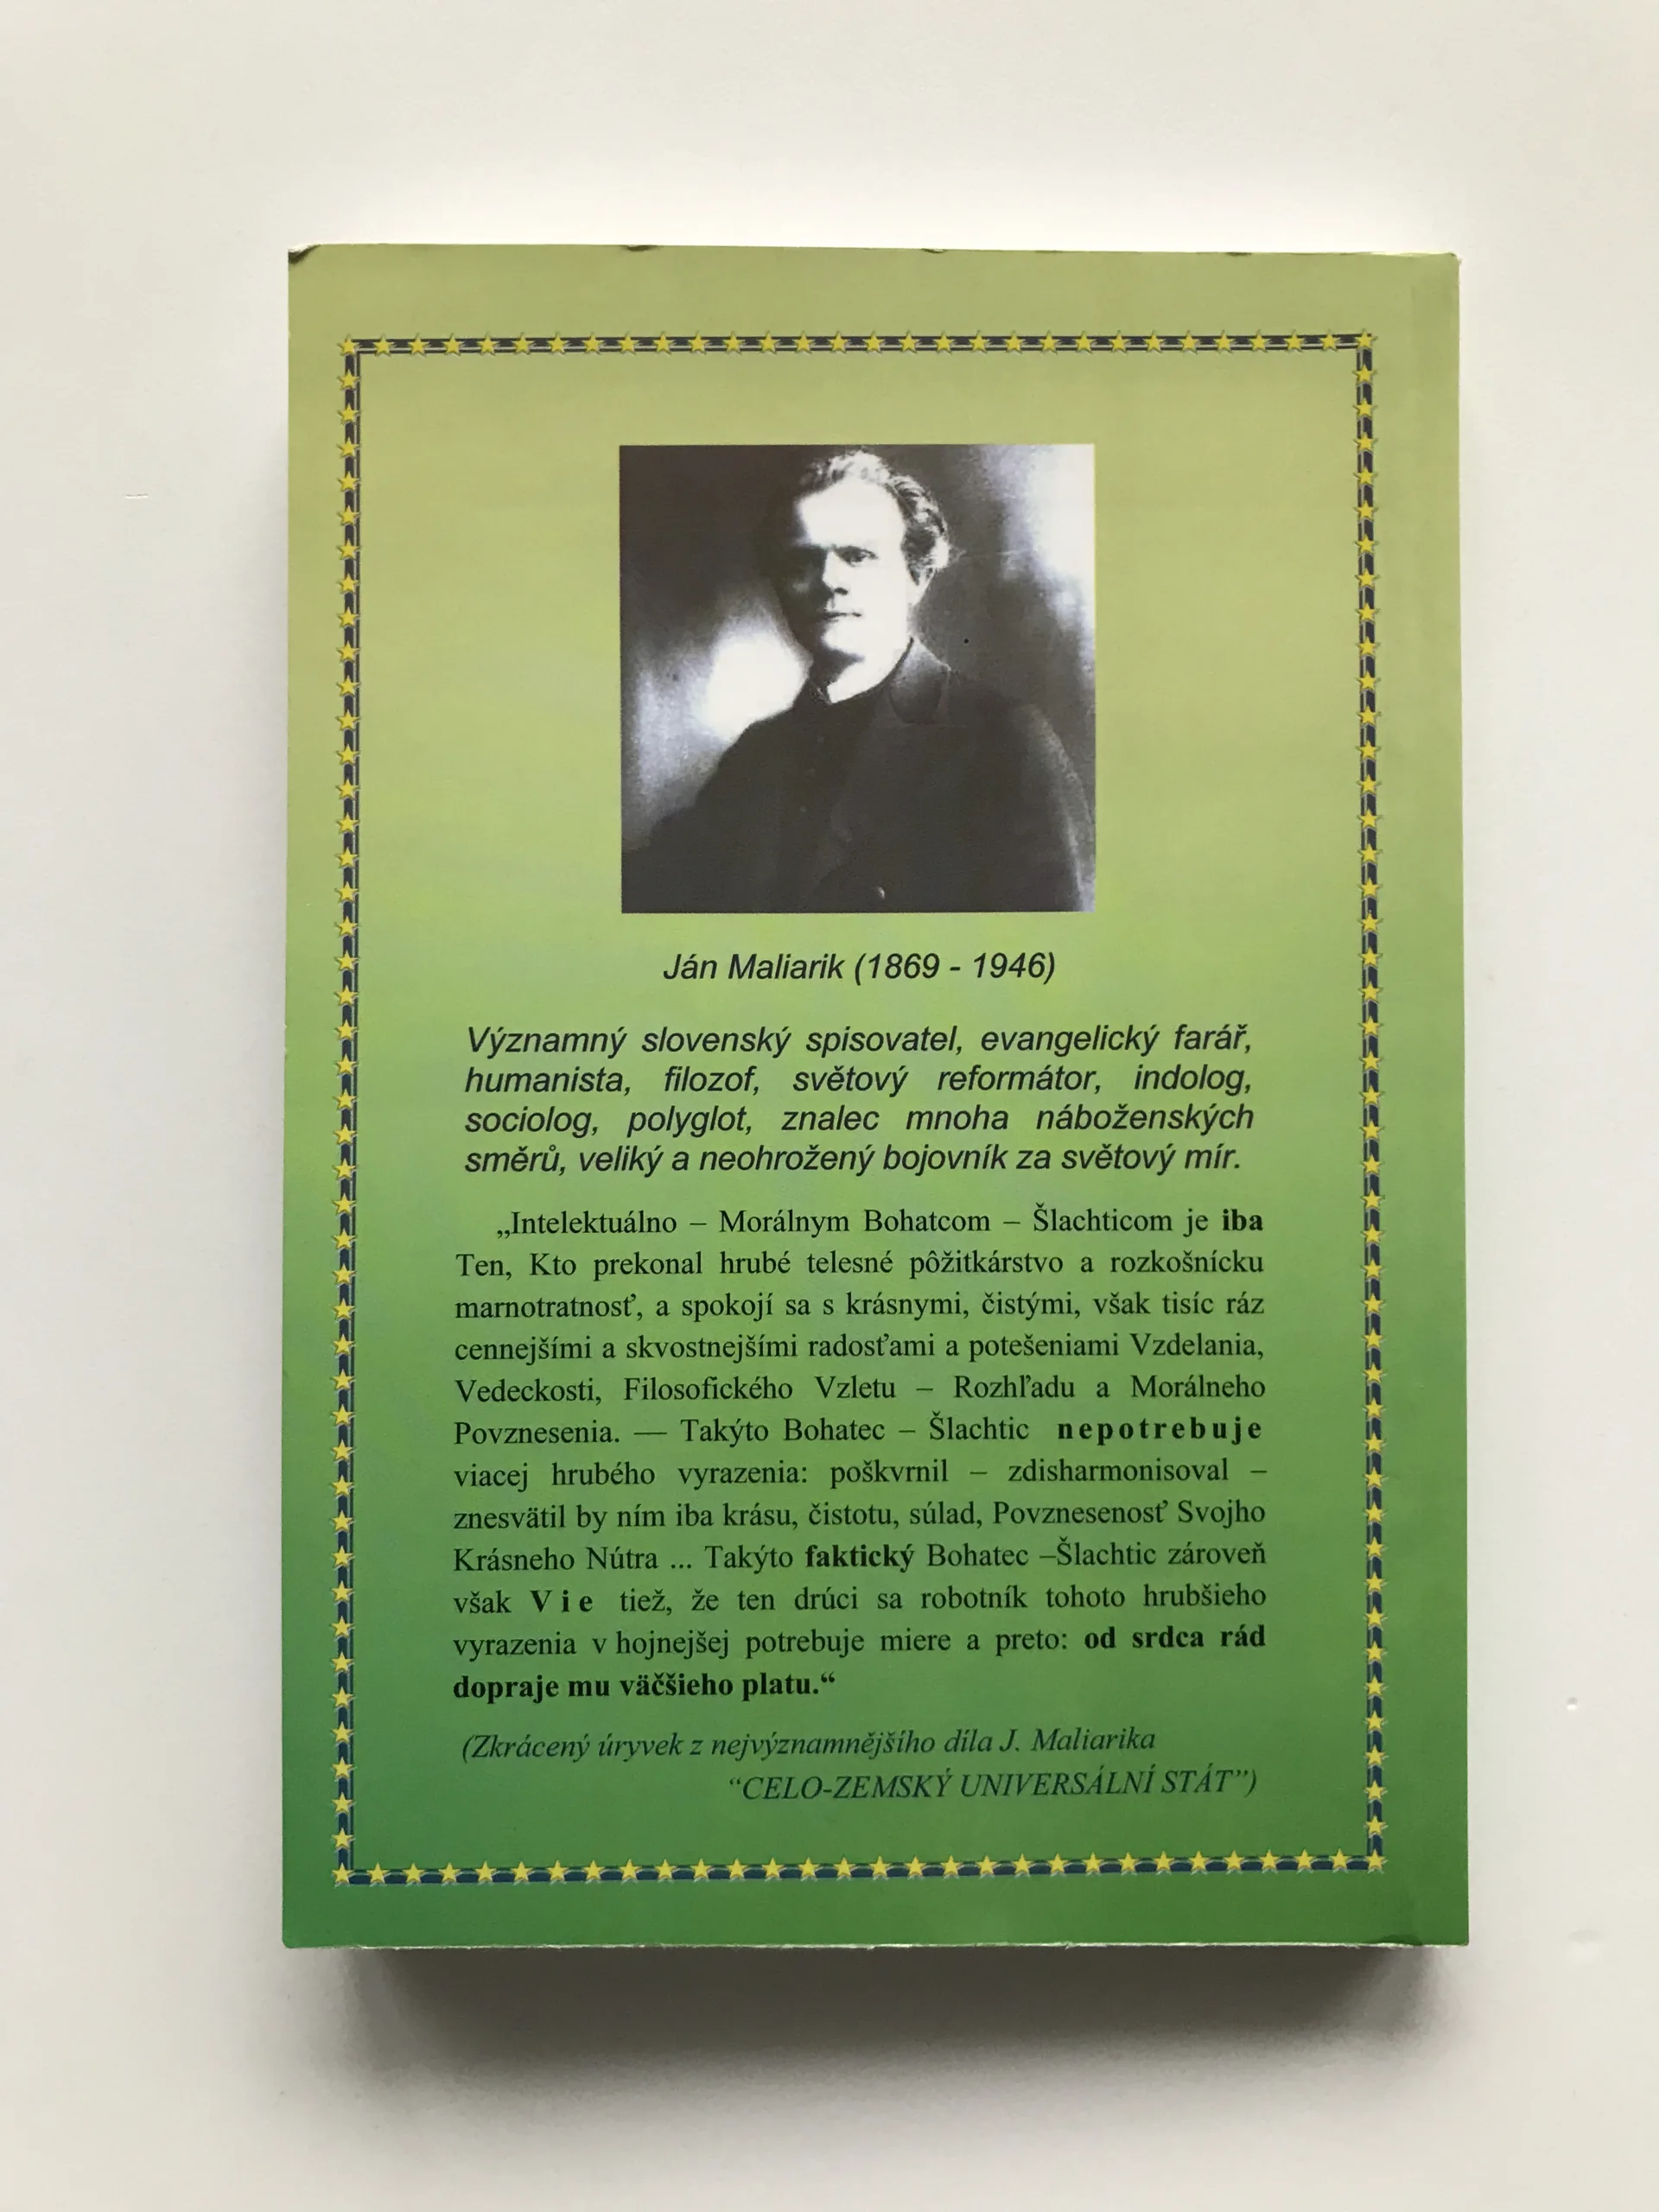 Ján Maliarik (1869 - 1946)
Významný slovenský spisovatel, evangelický farář,
humanista, filozof, světový reformátor, indolog,
sociolog, polyglot, znalec mnoha náboženských
směrů, veliký a neohrožený bojovník za světový mír.
„Intelektuálno – Morálnym Bohatcom – Šlachticom je iba
Ten, Kto prekonal hrubé telesné pôžitkárstvo a rozkošnícku
marnotratnosť, a spokojí sa s krásnymi, čistými, však tisíc ráz
cennejšími a skvostnejšími radosťami a potešeniami Vzdelania,
Vedeckosti, Filosofického Vzletu – Rozhľadu a Morálneho
Povznesenia. — Takýto Bohatec – Šlachtic nepotrebuje
viacej hrubého vyrazenia: poškvrnil – zdisharmonisoval –
znesvätil by ním iba krásu, čistotu, súlad, Povznesenosť Svojho
Krásneho Nútra ... Takýto faktický Bohatec –Šlachtic zároveň
však Vie tiež, že ten drúci sa robotník tohoto hrubšieho
vyrazenia v hojnejšej potrebuje miere a preto: od srdca rád
dopraje mu väčšieho platu.“
(Zkrácený úryvek z nejvýznamnějšího díla J. Maliarika
“CELO-ZEMSKÝ UNIVERSÁLNÍ STÁT”)